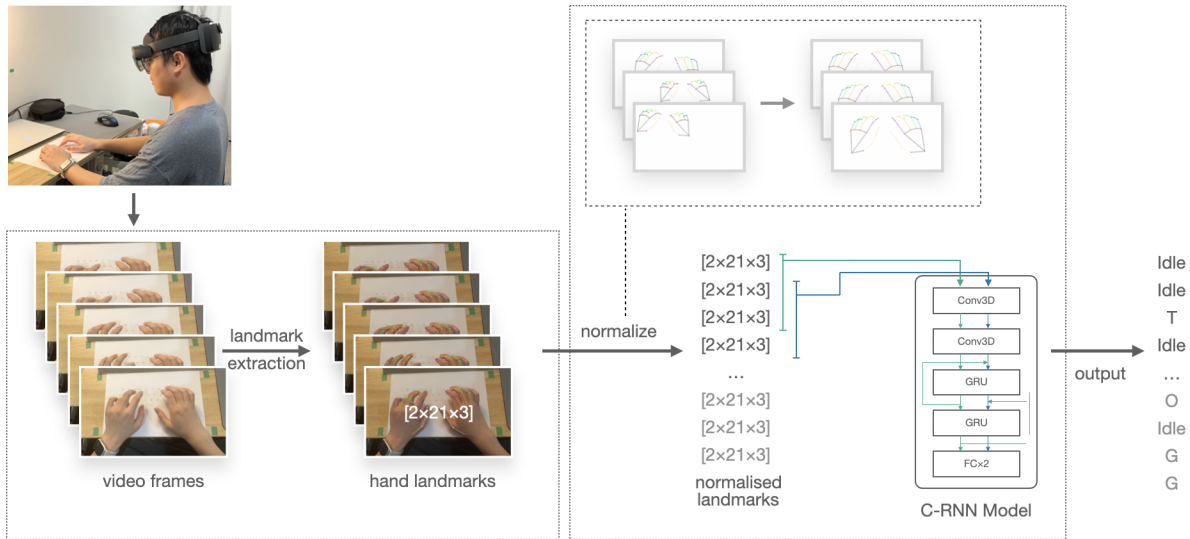 landmark
extraction
[2×21×3]
video frames
hand landmarks
normalize
[2×21×3]
[2×21×3]
[2×21×3]
[2×21×3]
...
[2×21×3]
[2×21×3]
[2×21×3]
normalised
landmarks
Conv3D
Conv3D
GRU
GRU
FC×2
C-RNN Model
output
Idle
Idle
T
Idle
...
O
Idle
G
G